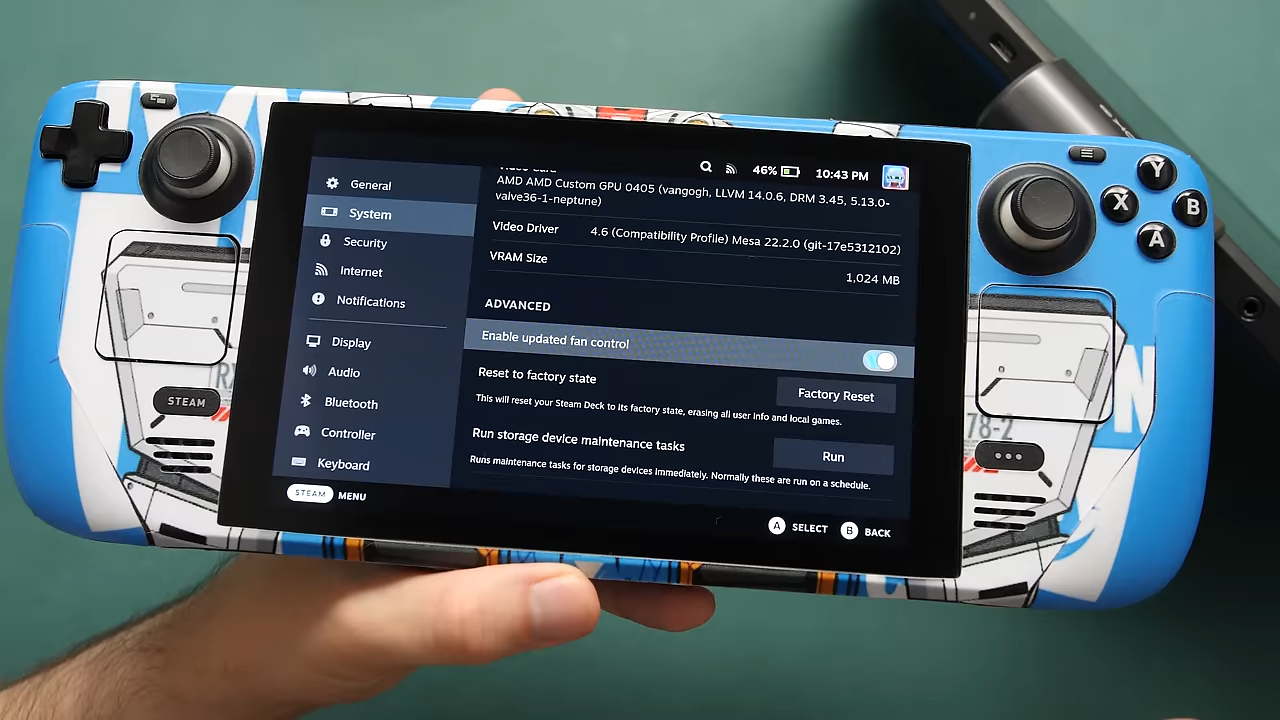 46%
10:43 PM
General
System
Security
Internet
Notifications
Display
Audio
Bluetooth
Controller
Keyboard
Video Card
AMD AMD Custom GPU 0405 (vangogh, LLVM 14.0.6, DRM 3.45, 5.13.0-
valve36-1-neptune)
Video Driver 4.6 (Compatibility Profile) Mesa 22.2.0 (git-17e5312102)
VRAM Size 1,024 MB
ADVANCED
Enable updated fan control
Reset to factory state Factory Reset
This will reset your Steam Deck to its factory state, erasing all user info and local games.
Run storage device maintenance tasks Run
Runs maintenance tasks for storage devices immediately. Normally these are run on a schedule.
STEAM MENU
A SELECT B BACK
STEAM
Y
X
B
A
RX
78-2
N